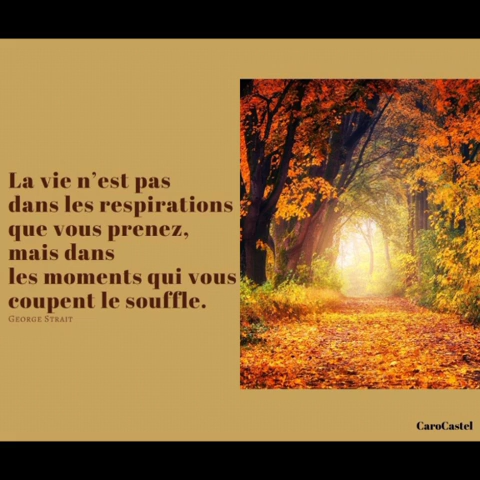 La vie n’est pas
dans les respirations
que vous prenez,
mais dans
les moments qui vous
coupent le souffle.
George Strait
CaroCastel